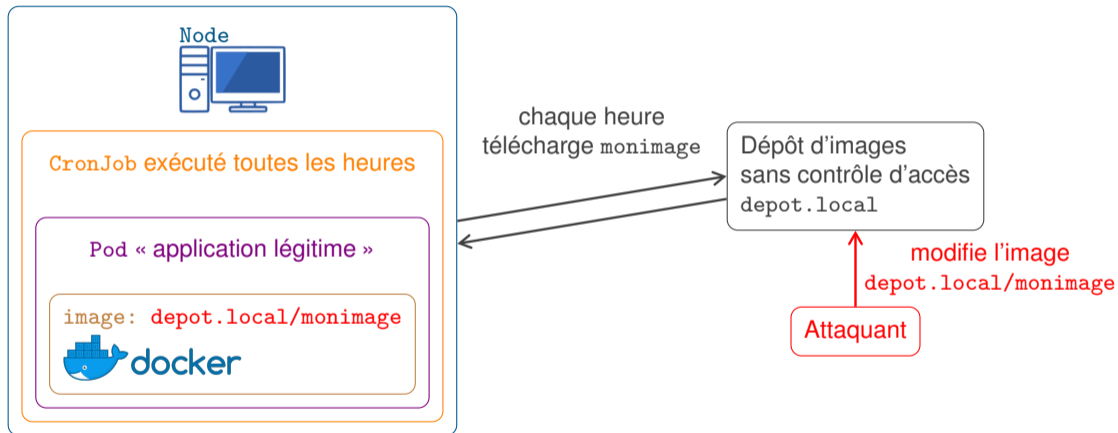 Node
CronJob exécuté toutes les heures
Pod « application légitime »
image: depot.local/monimage
docker
chaque heure
télécharge monimage
Dépôt d'images
sans contrôle d'accès
depot.local
modifie l'image
depot.local/monimage
Attaquant